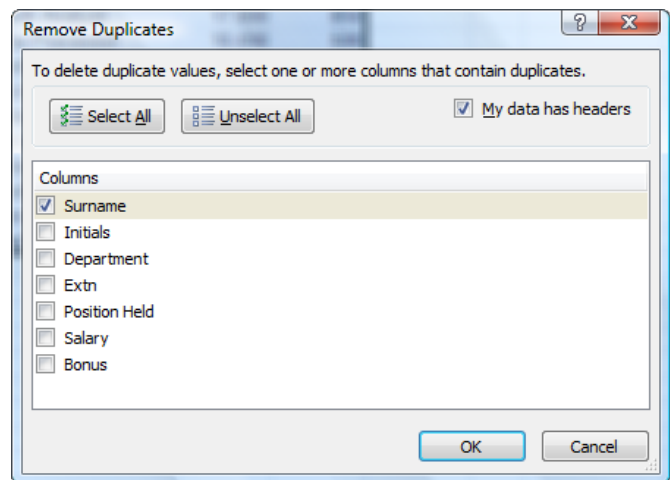 Remove Duplicates
To delete duplicate values, select one or more columns that contain duplicates.
Select All Unselect All My data has headers
Columns
Surname
Initials
Department
Extn
Position Held
Salary
Bonus
OK Cancel